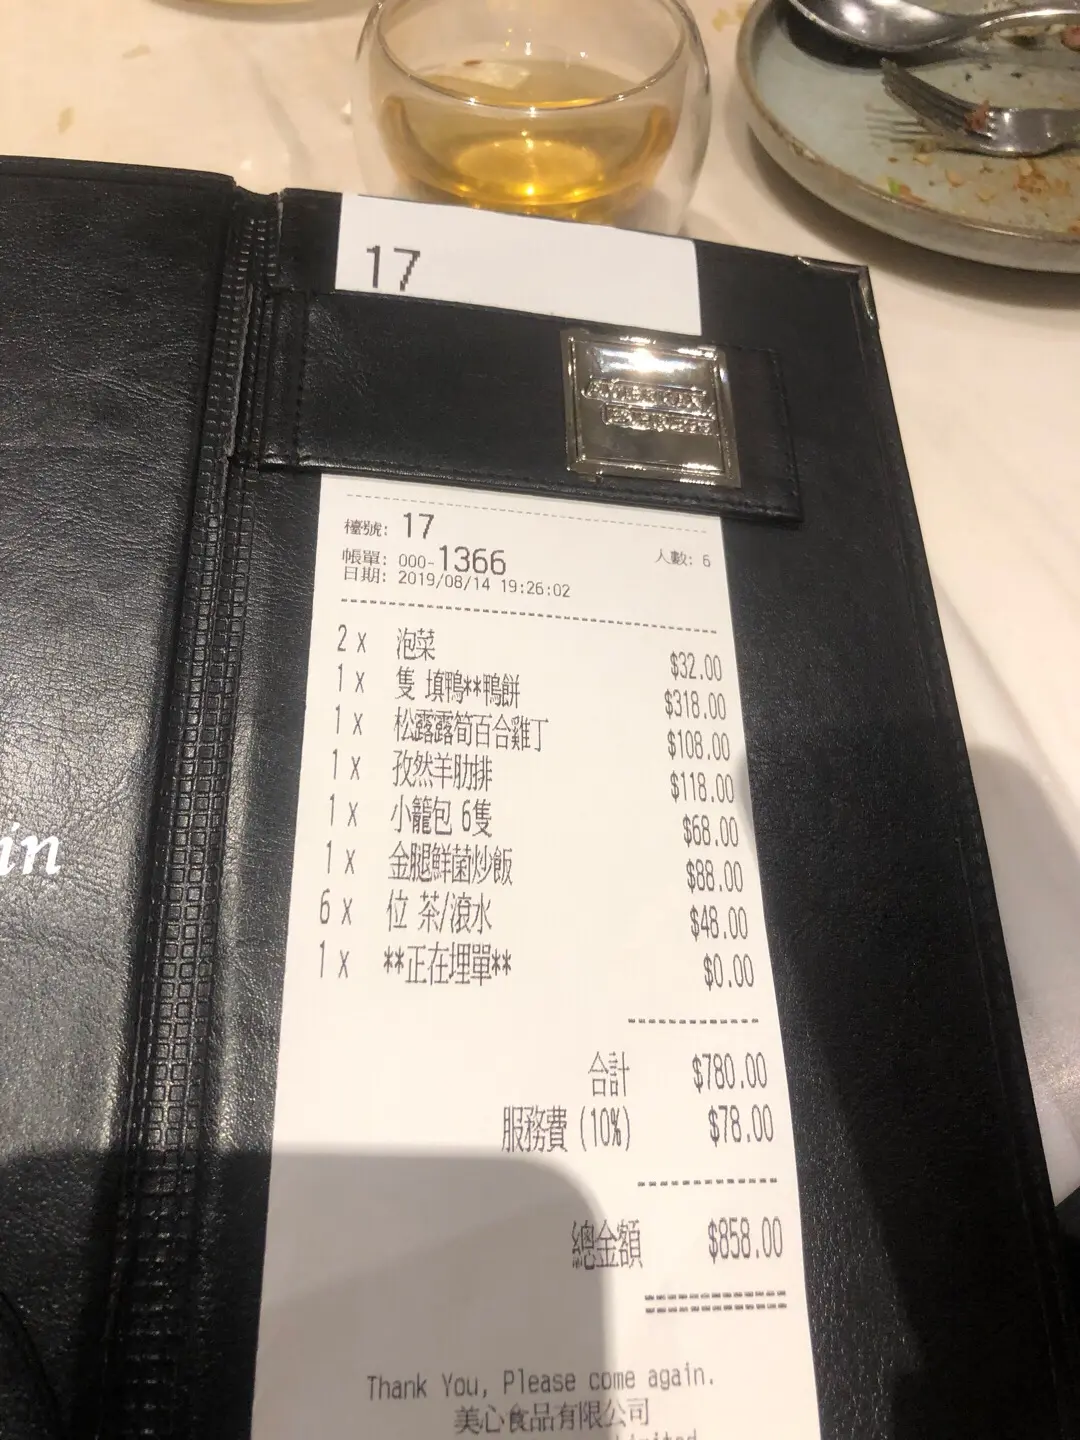 17
AMERICAN
EXPRESS
檯號: 17
人數: 6
帳單: 000-1366
日期: 2019/08/14 19:26:02
2 x 泡菜 $32.00
1 x 隻 填鴨**鴨餅 $318.00
1 x 松露露筍百合雞丁 $108.00
1 x 孜然羊肋排 $118.00
1 x 小籠包 6隻 $68.00
1 x 金腿鮮菌炒飯 $88.00
6 x 位 茶/滾水 $48.00
1 x **正在埋單** $0.00
合計 $780.00
服務費 (10%) $78.00
總金額 $858.00
Thank You, Please come again.
美心食品有限公司
in